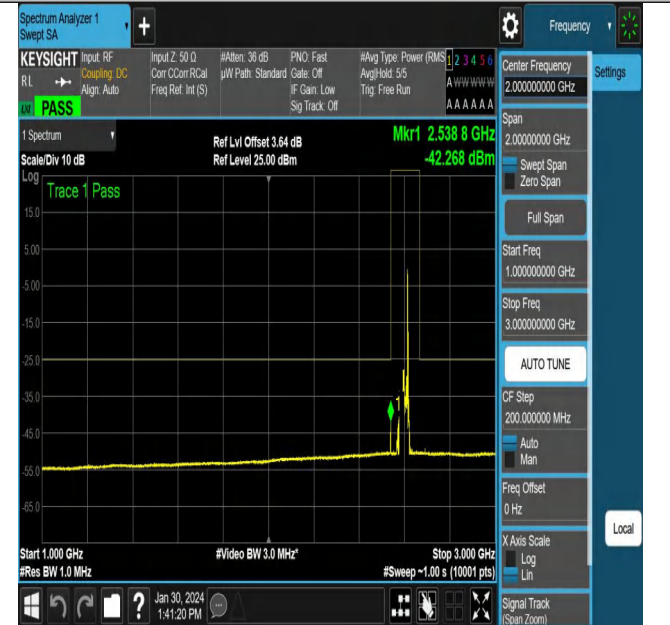 Spectrum Analyzer 1
Swept SA
+
Frequency
KEYSIGHT
RL
LXI PASS
Input: RF
Coupling: DC
Align: Auto
Input Z: 50 Ω
Corr CCorr RCal
Freq Ref: Int (S)
#Atten: 36 dB
µW Path: Standard
PNO: Fast
Gate: Off
IF Gain: Low
Sig Track: Off
#Avg Type: Power (RMS
Avg|Hold: 5/5
Trig: Free Run
1 2 3 4 5 6
A W W W W W
A A A A A A
Center Frequency
2.000000000 GHz
Settings
Span
2.00000000 GHz
Swept Span
Zero Span
Full Span
Start Freq
1.000000000 GHz
Stop Freq
3.000000000 GHz
AUTO TUNE
CF Step
200.000000 MHz
Auto
Man
Freq Offset
0 Hz
X Axis Scale
Log
Lin
Local
Signal Track
(Span Zoom)
1 Spectrum
Scale/Div 10 dB
Ref Lvl Offset 3.64 dB
Ref Level 25.00 dBm
Mkr1 2.538 8 GHz
-42.268 dBm
Log
Trace 1 Pass
15.0
5.00
-5.00
-15.0
-25.0
-35.0
-45.0
-55.0
-65.0
1
Start 1.000 GHz
#Video BW 3.0 MHz*
Stop 3.000 GHz
#Res BW 1.0 MHz
#Sweep ~1.00 s (10001 pts)
?
Jan 30, 2024
1:41:20 PM